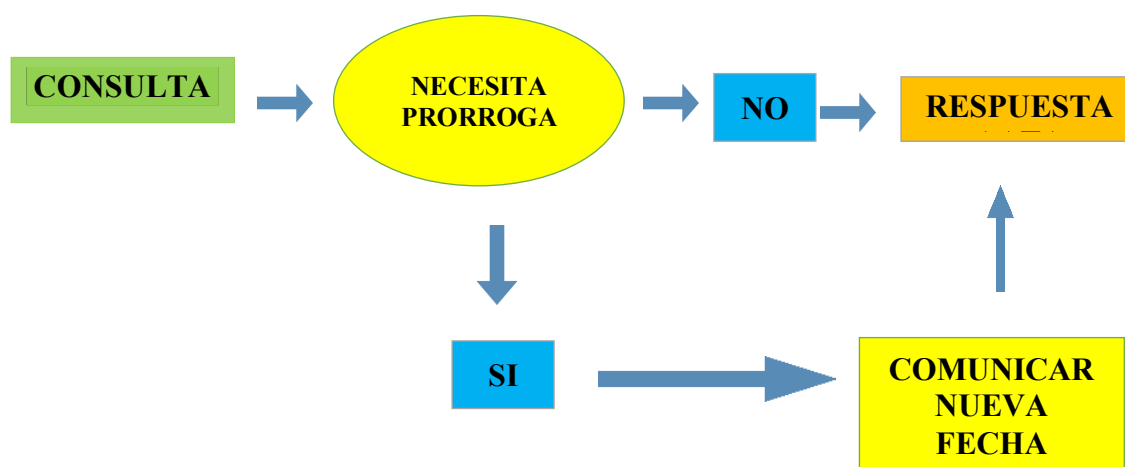 CONSULTA
NECESITA
PRORROGA
NO
RESPUESTA
SI
COMUNICAR
NUEVA
FECHA